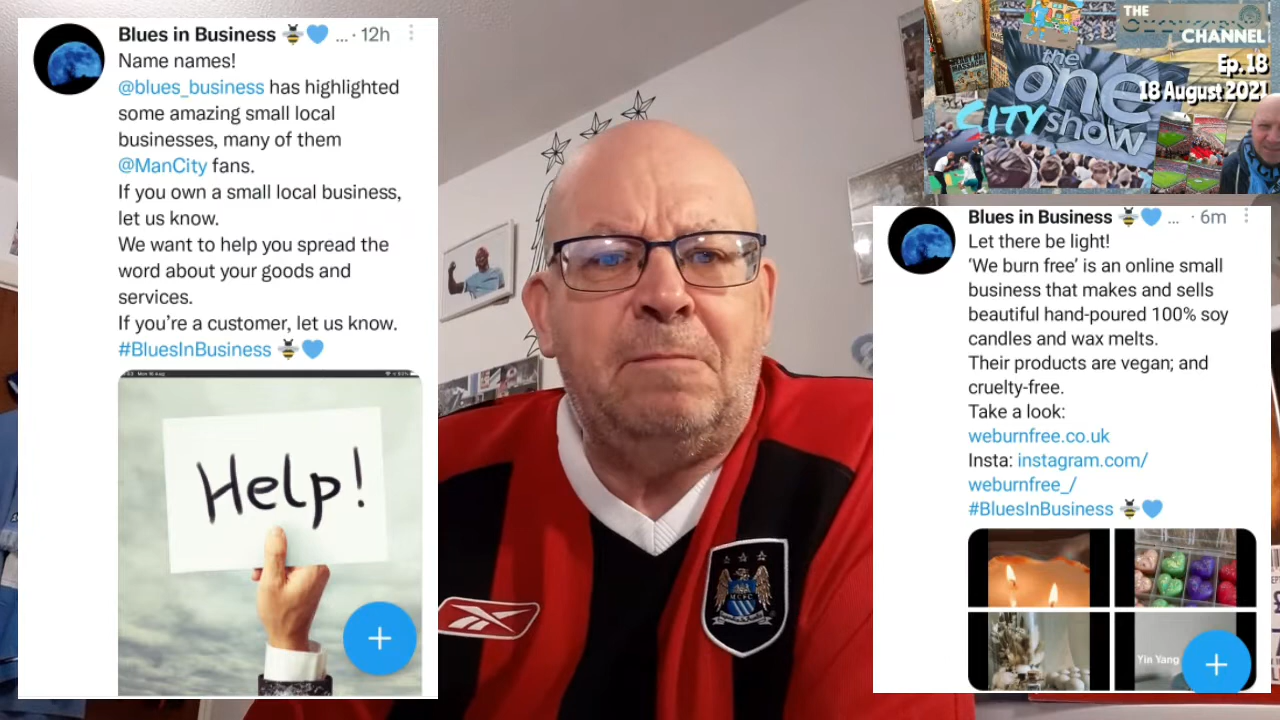 Blues in Business 🐝💙 ... · 12h
Name names!
@blues_business has highlighted
some amazing small local
businesses, many of them
@ManCity fans.
If you own a small local business,
let us know.
We want to help you spread the
word about your goods and
services.
If you're a customer, let us know.
#BluesInBusiness 🐝💙
Help!
MCFC
THE
CHANNEL
Ep.18
18 August 2021
the
one
CITY show
Blues in Business 🐝💙 ... · 6m
Let there be light!
‘We burn free’ is an online small
business that makes and sells
beautiful hand-poured 100% soy
candles and wax melts.
Their products are vegan; and
cruelty-free.
Take a look:
weburnfree.co.uk
Insta: instagram.com/
weburnfree_/
#BluesInBusiness 🐝💙
Yin Yang